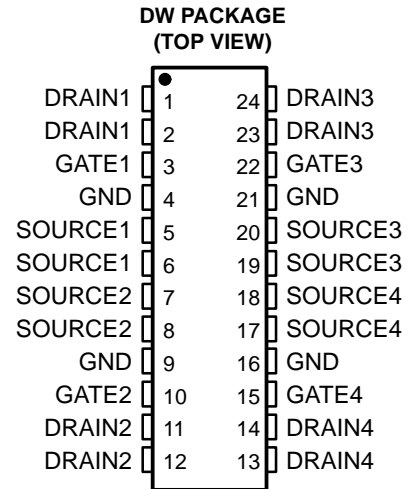 DW PACKAGE
(TOP VIEW)
DRAIN1 1 24 DRAIN3
DRAIN1 2 23 DRAIN3
GATE1 3 22 GATE3
GND 4 21 GND
SOURCE1 5 20 SOURCE3
SOURCE1 6 19 SOURCE3
SOURCE2 7 18 SOURCE4
SOURCE2 8 17 SOURCE4
GND 9 16 GND
GATE2 10 15 GATE4
DRAIN2 11 14 DRAIN4
DRAIN2 12 13 DRAIN4